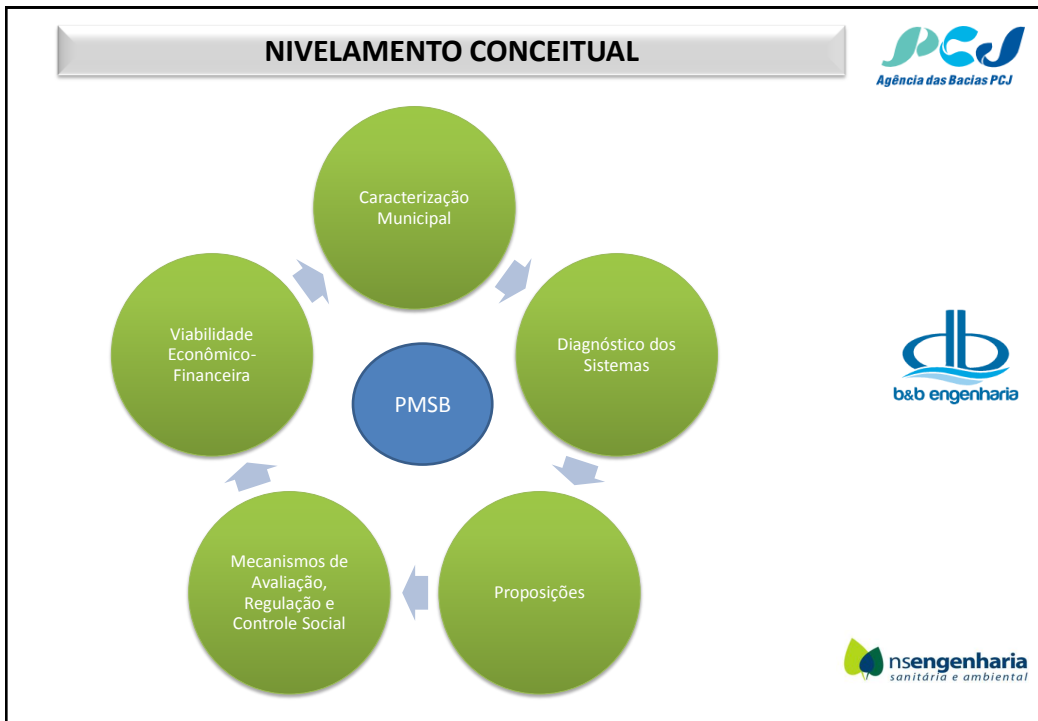 NIVELAMENTO CONCEITUAL
PCJ
Agência das Bacias PCJ
Caracterização
Municipal
Viabilidade
Econômico-
Financeira
Diagnóstico dos
Sistemas
PMSB
b&b engenharia
Mecanismos de
Avaliação,
Regulação e
Controle Social
Proposições
nsengenharia
sanitária e ambiental